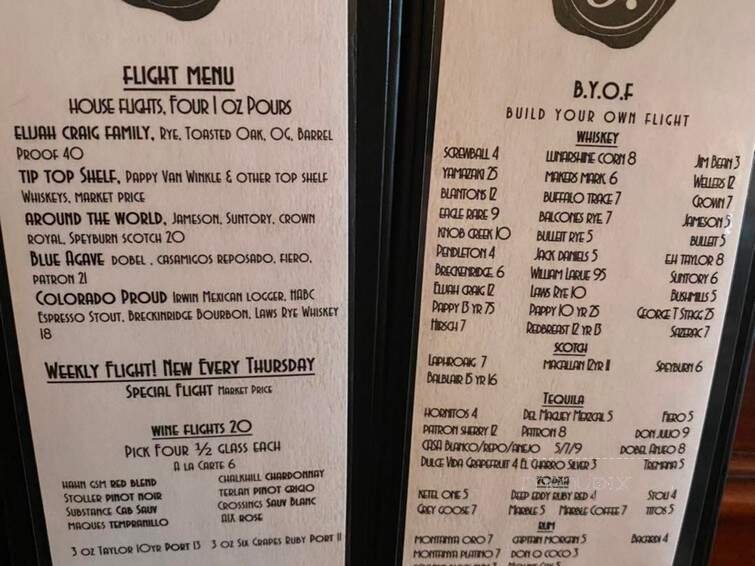 FLIGHT MENU
HOUSE FLIGHTS, FOUR 1 OZ POURS
ELIJAH CRAIG FAMILY, RYE, TOASTED OAK, OG, BARREL
PROOF 40
TIP TOP SHELF, PAPPY VAN WINKLE & OTHER TOP SHELF
WHISKEYS, MARKET PRICE
AROUND THE WORLD, JAMESON, SUNTORY, CROWN
ROYAL, SPEYBURN SCOTCH 20
BLUE AGAVE DOBEL, CASAMIGOS REPOSADO, FIERO,
PATRON 21
COLORADO PROUD IRWIN MEXICAN LOGGER, HABC
ESPRESSO STOUT, BRECKINRIDGE BOURBON, LAWS RYE WHISKEY
18
WEEKLY FLIGHT! NEW EVERY THURSDAY
SPECIAL FLIGHT MARKET PRICE
WINE FLIGHTS 20
PICK FOUR ½ GLASS EACH
A LA CARTE 6
HAHN GSM RED BLEND CHALKHILL CHARDONNAY
STOLLER PINOT NOIR TERLAN PINOT GRIGO
SUBSTANCE CAB SAUV CROSSINGS SAUV BLANC
MAQUES TEMPRANILLO AIX ROSE
3 OZ TAYLOR 10YR PORT 13 3 OZ SIX GRAPES RUBY PORT 11
B.Y.O.F
BUILD YOUR OWN FLIGHT
WHISKEY
SCREWBALL 4 LUNARSHINE CORN 8 JIM BEAN 3
YAMAZAKI 25 MAKERS MARK 6 WELLERS 12
BLANTONS 12 BUFFALO TRACE 7 CROWN 7
EAGLE RARE 9 BALCONES RYE 7 JAMESON 5
KNOB CREEK 10 BULLEIT RYE 5 BULLEIT 5
PENDLETON 4 JACK DANIELS 5 EH TAYLOR 8
BRECKENRIDGE 6 WILLIAM LARUE 95 SUNTORY 6
ELIJAH CRAIG 12 LAWS RYE 10 BUSHMILLS 5
PAPPY 13 YR 75 PAPPY 10 YR 25 GEORGE T STAGG 25
HIRSCH 7 REDBREAST 12 YR 13 SAZERAC 7
SCOTCH
LAPHROAIG 7 MACALLAN 12YR 11 SPEYBURN 6
BALBLAIR 15 YR 16
TEQUILA
HORNITOS 4 DEL MAGUEY MEZCAL 5 FIERO 5
PATRON SHERRY 12 PATRON 8 DON JULIO 9
CASA BLANCO/REPO/ANEJO 5/7/9 DOBEL ANJEO 8
DULCE VIDA GRAPEFRUIT 4 EL CHARRO SILVER 3 TREMANA 5
VODKA
KETEL ONE 5 DEEP EDDY RUBY RED 4 STOLI 4
GREY GOOSE 7 MARBLE 5 MARBLE COFFEE 7 TITOS 5
RUM
MONTANYA ORO 7 CAPTAIN MORGAN 5 BACARDI 4
MONTANYA PLATINO 7 DON Q COCO 3